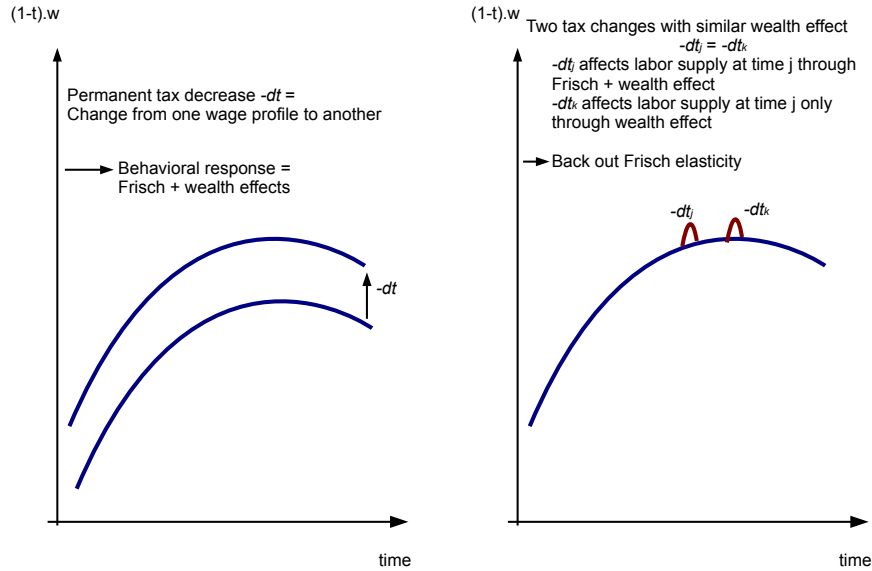 (1-t).w
Permanent tax decrease -dt =
Change from one wage profile to another
Behavioral response =
Frisch + wealth effects
-dt
time
(1-t).w
Two tax changes with similar wealth effect
-dtj = -dtk
-dtj affects labor supply at time j through
Frisch + wealth effect
-dtk affects labor supply at time j only
through wealth effect
Back out Frisch elasticity
-dtj
-dtk
time